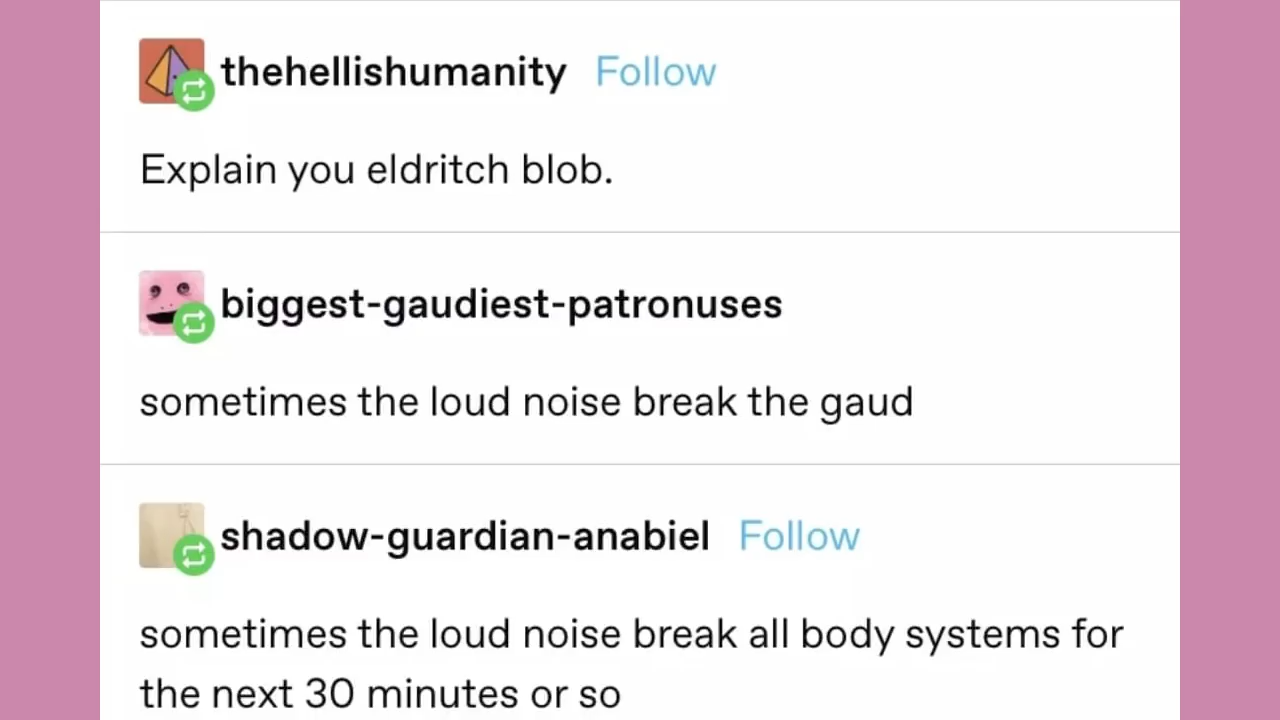 thehellishumanity Follow
Explain you eldritch blob.
biggest-gaudiest-patronuses
sometimes the loud noise break the gaud
shadow-guardian-anabiel Follow
sometimes the loud noise break all body systems for
the next 30 minutes or so